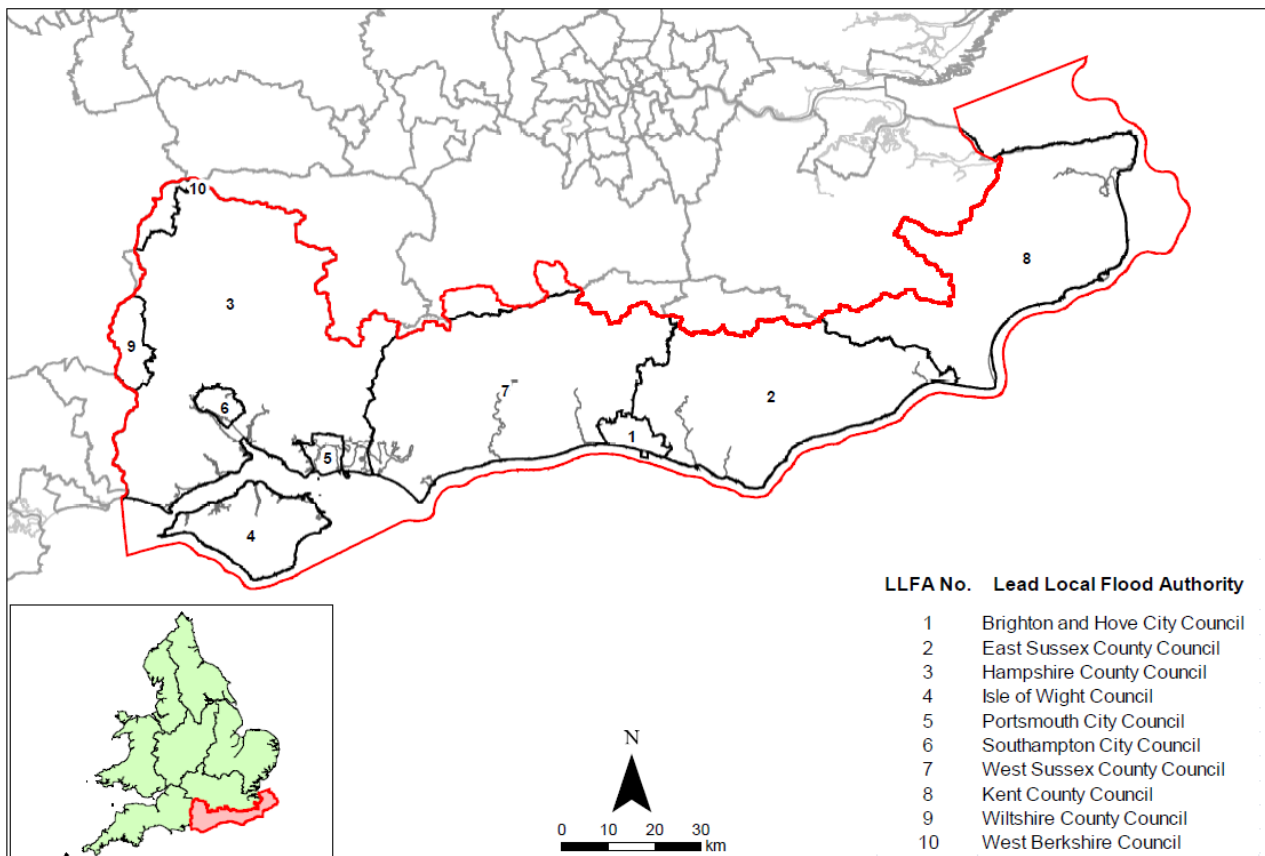 10
8
3
9
7
2
6
1
5
4
LLFA No. Lead Local Flood Authority
1 Brighton and Hove City Council
2 East Sussex County Council
3 Hampshire County Council
4 Isle of Wight Council
5 Portsmouth City Council
6 Southampton City Council
7 West Sussex County Council
8 Kent County Council
9 Wiltshire County Council
10 West Berkshire Council
N
0 10 20 30
km